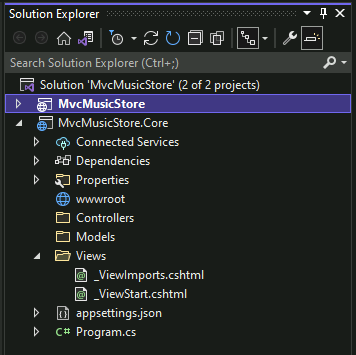 Solution Explorer
Search Solution Explorer (Ctrl+;)
Solution 'MvcMusicStore' (2 of 2 projects)
MvcMusicStore
MvcMusicStore.Core
Connected Services
Dependencies
Properties
wwwroot
Controllers
Models
Views
_ViewImports.cshtml
_ViewStart.cshtml
appsettings.json
C# Program.cs